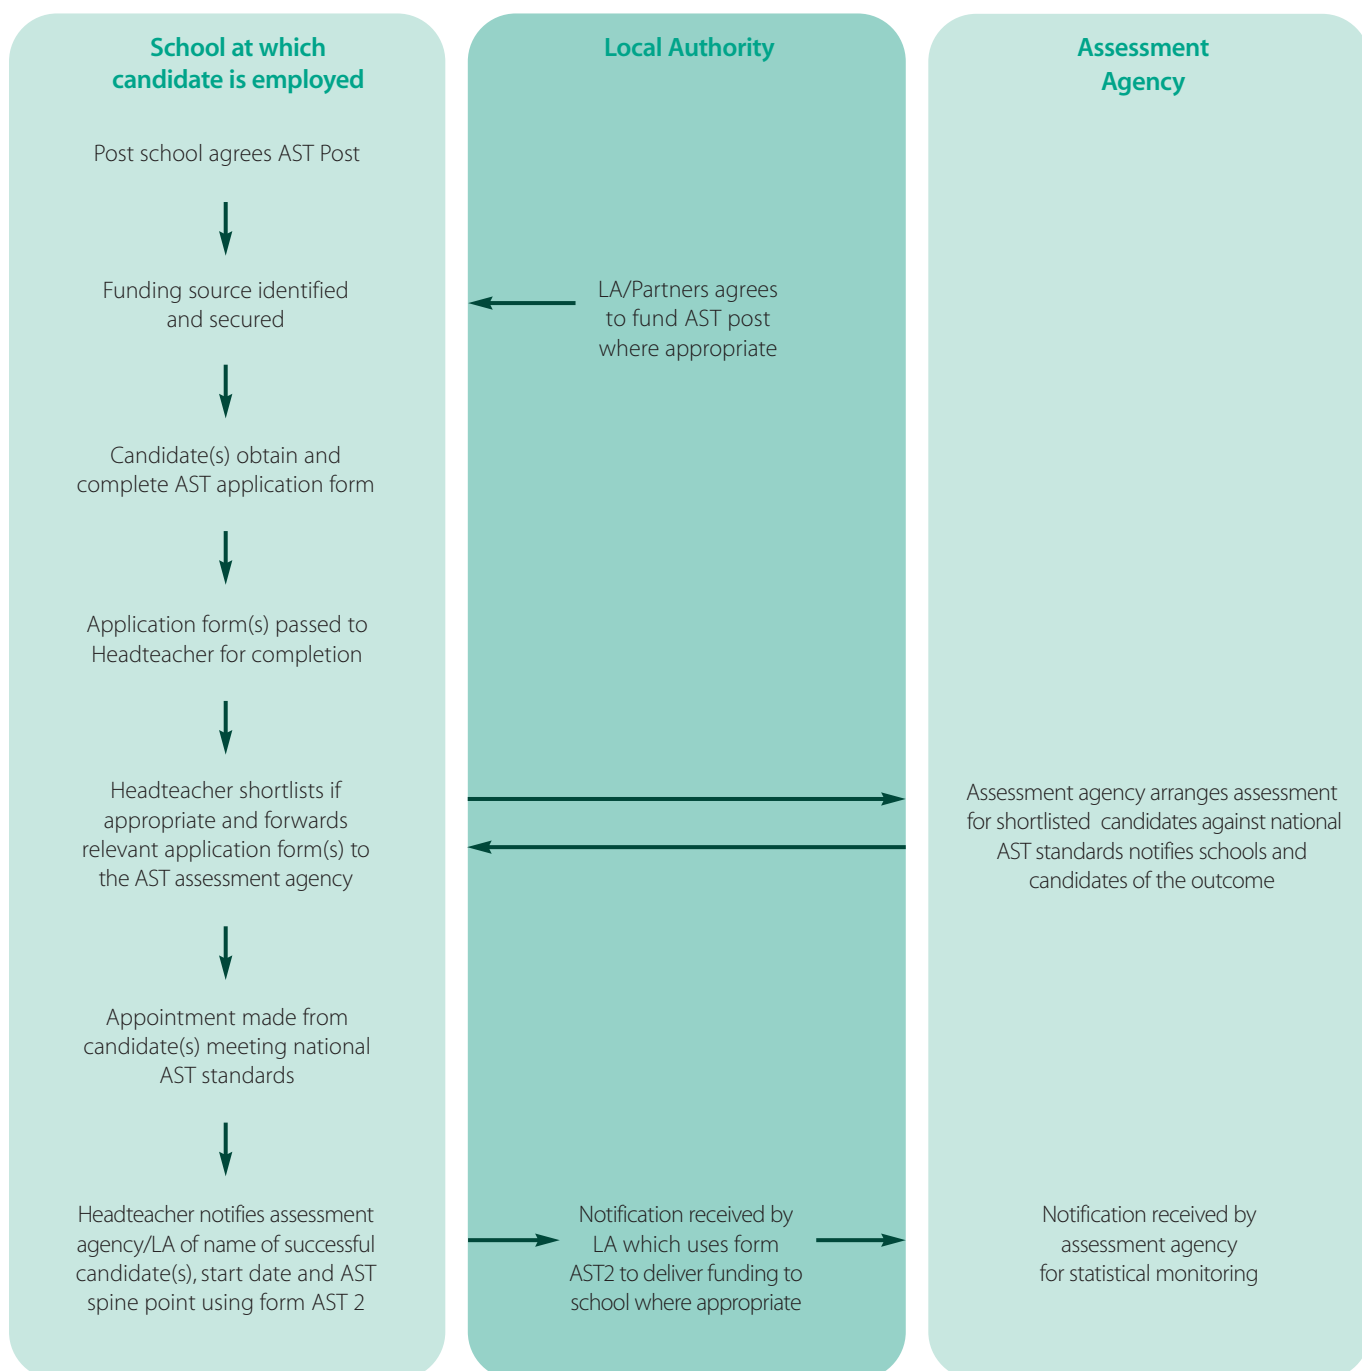 School at which
candidate is employed
Post school agrees AST Post
Funding source identified
and secured
Candidate(s) obtain and
complete AST application form
Application form(s) passed to
Headteacher for completion
Headteacher shortlists if
appropriate and forwards
relevant application form(s) to
the AST assessment agency
Appointment made from
candidate(s) meeting national
AST standards
Headteacher notifies assessment
agency/LA of name of successful
candidate(s), start date and AST
spine point using form AST 2
Local Authority
LA/Partners agrees
to fund AST post
where appropriate
Notification received by
LA which uses form
AST2 to deliver funding to
school where appropriate
Assessment
Agency
Assessment agency arranges assessment
for shortlisted candidates against national
AST standards notifies schools and
candidates of the outcome
Notification received by
assessment agency
for statistical monitoring